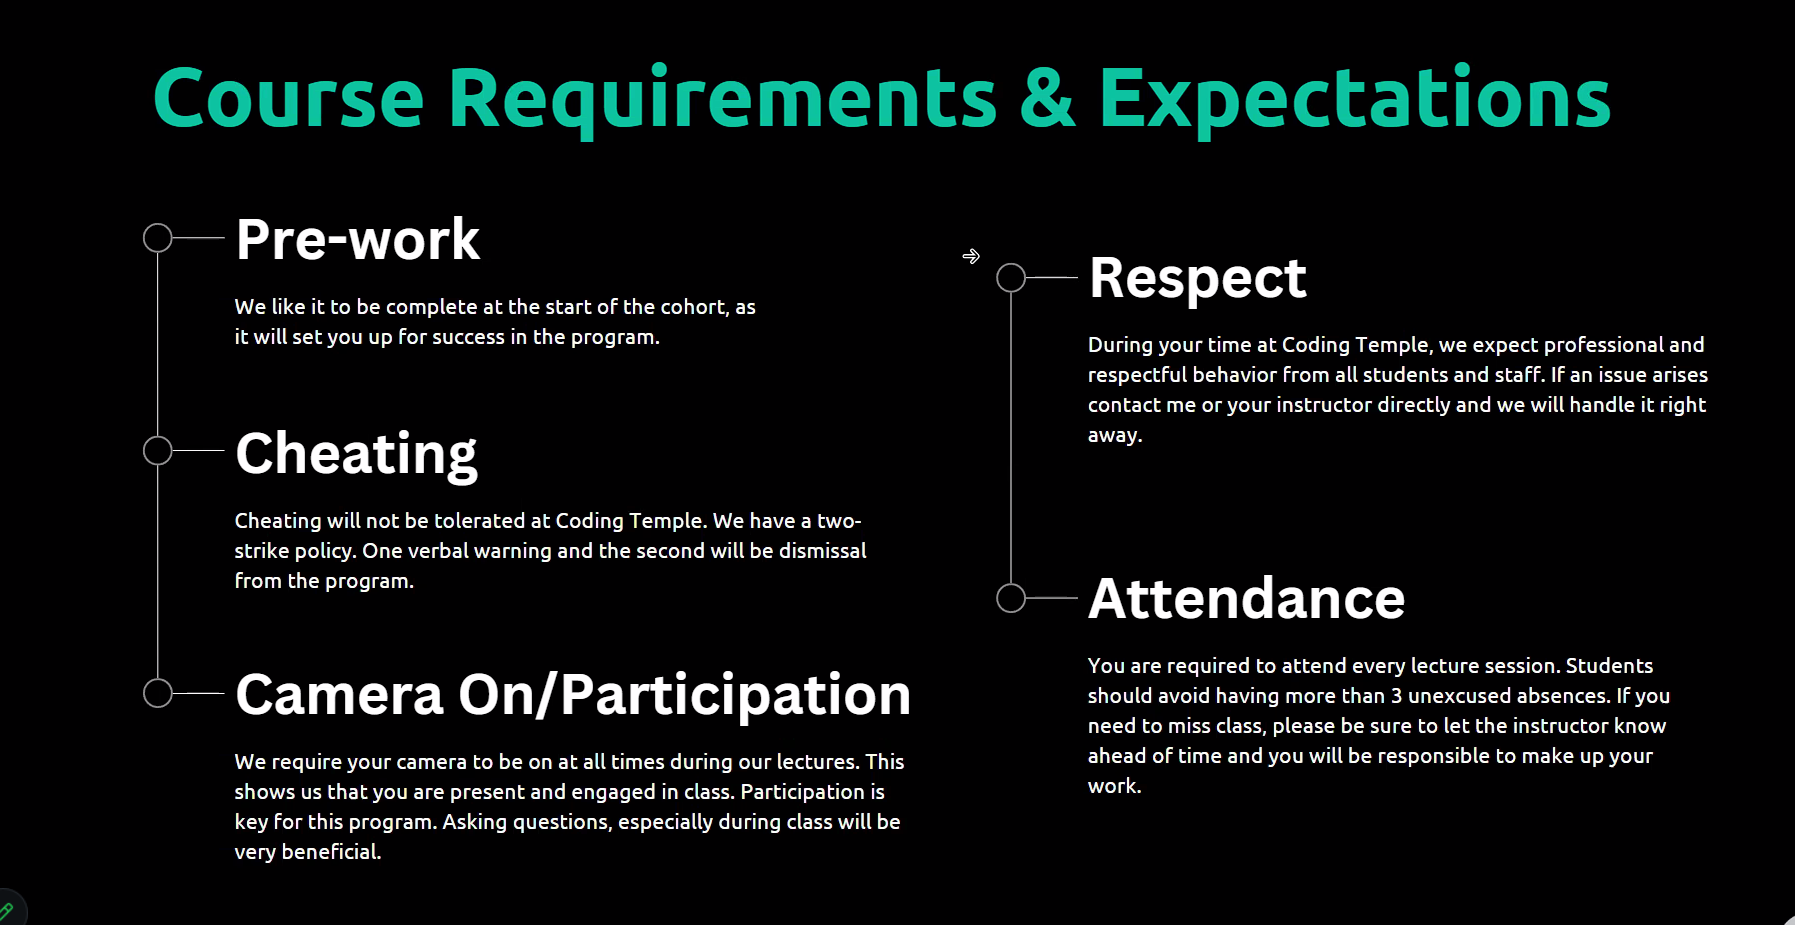 Course Requirements & Expectations
Pre-work
We like it to be complete at the start of the cohort, as
it will set you up for success in the program.
Cheating
Cheating will not be tolerated at Coding Temple. We have a two-
strike policy. One verbal warning and the second will be dismissal
from the program.
Camera On/Participation
We require your camera to be on at all times during our lectures. This
shows us that you are present and engaged in class. Participation is
key for this program. Asking questions, especially during class will be
very beneficial.
Respect
During your time at Coding Temple, we expect professional and
respectful behavior from all students and staff. If an issue arises
contact me or your instructor directly and we will handle it right
away.
Attendance
You are required to attend every lecture session. Students
should avoid having more than 3 unexcused absences. If you
need to miss class, please be sure to let the instructor know
ahead of time and you will be responsible to make up your
work.